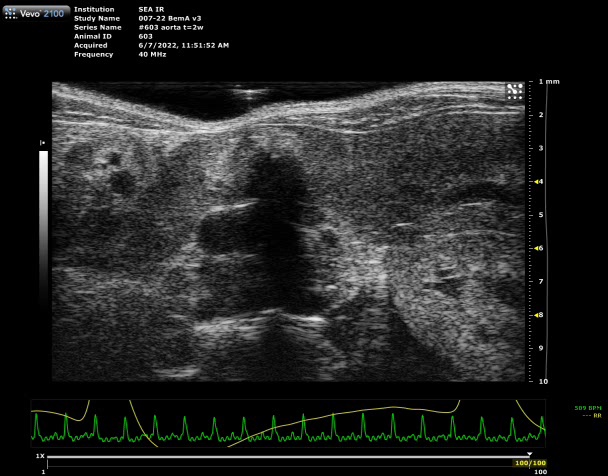 Vevo 2100
Institution SEA IR
Study Name 007-22 BemA v3
Series Name #603 aorta t=2w
Animal ID 603
Acquired 6/7/2022, 11:51:52 AM
Frequency 40 MHz
1 mm
2
3
4
5
6
7
8
9
10
509 BPM
--- RR
1X
100/100
1
100